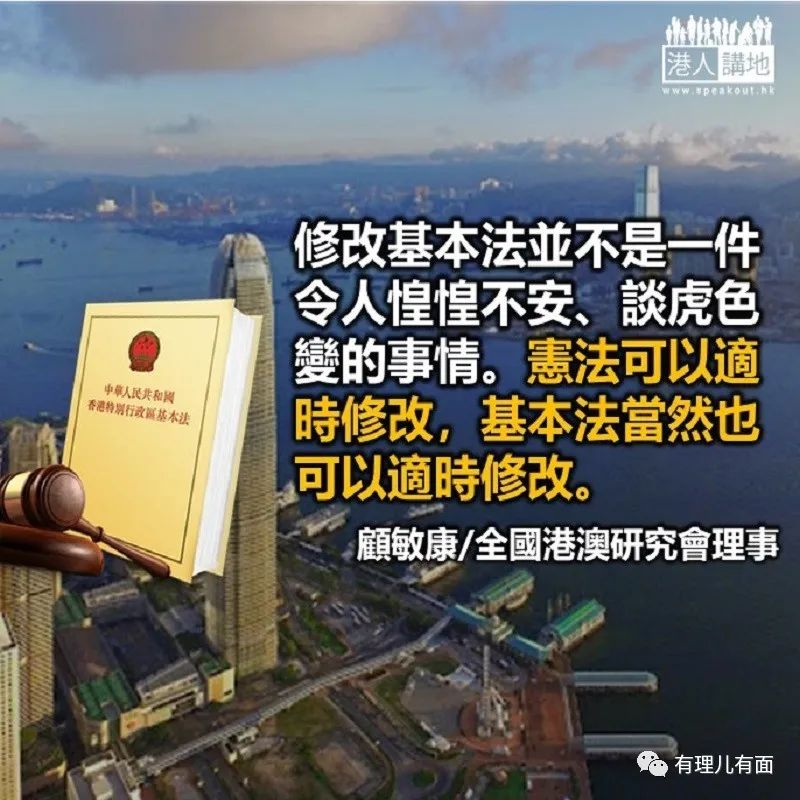 港人講地
www.speakout.hk
修改基本法並不是一件
令人惶惶不安、談虎色
變的事情。憲法可以適
時修改，基本法當然也
可以適時修改。
顧敏康/全國港澳研究會理事
中華人民共和國
香港特別行政區基本法
有理儿有面